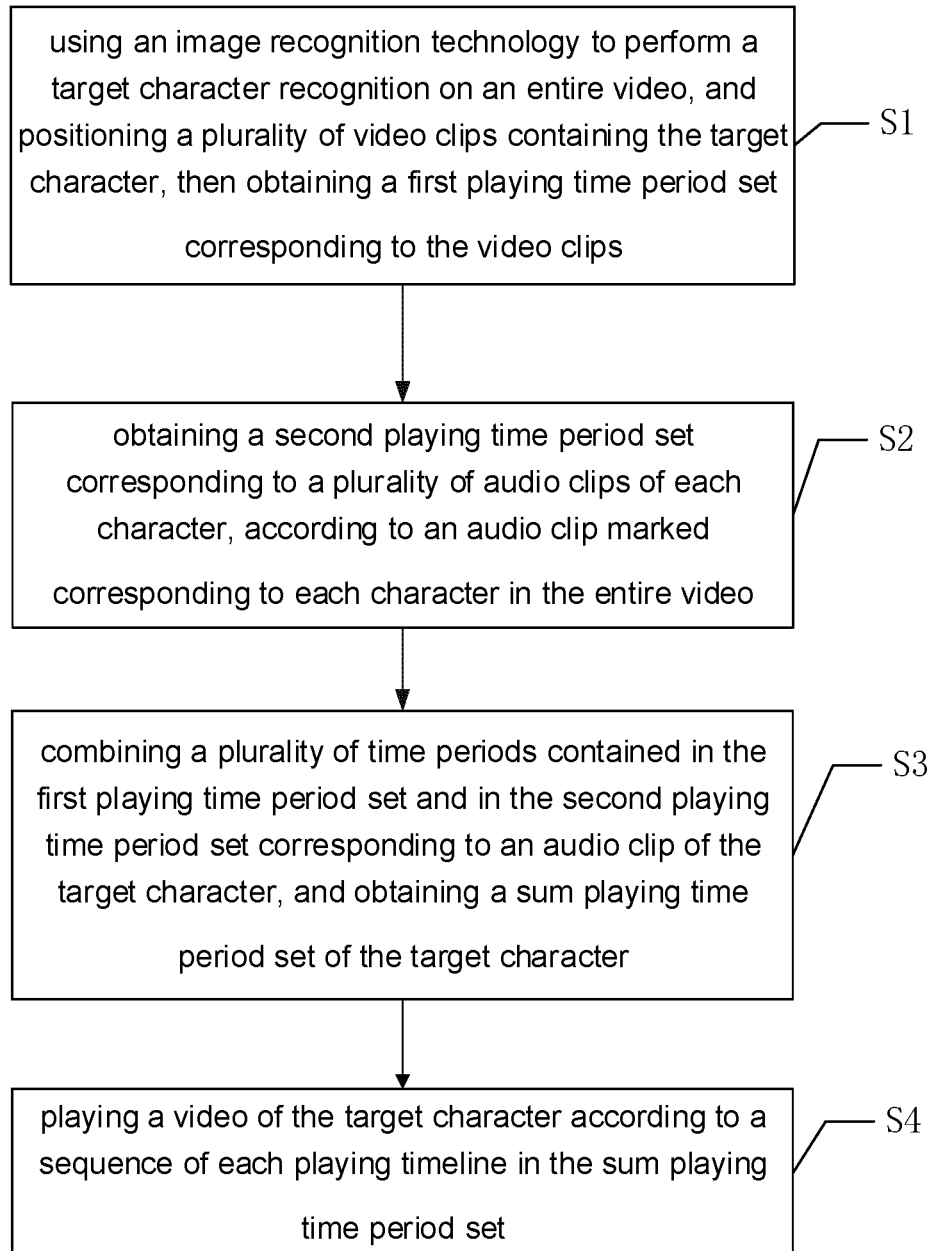 using an image recognition technology to perform a
target character recognition on an entire video, and
positioning a plurality of video clips containing the target
character, then obtaining a first playing time period set
corresponding to the video clips
S1
obtaining a second playing time period set
corresponding to a plurality of audio clips of each
character, according to an audio clip marked
corresponding to each character in the entire video
S2
combining a plurality of time periods contained in the
first playing time period set and in the second playing
time period set corresponding to an audio clip of the
target character, and obtaining a sum playing time
period set of the target character
S3
playing a video of the target character according to a
sequence of each playing timeline in the sum playing
time period set
S4